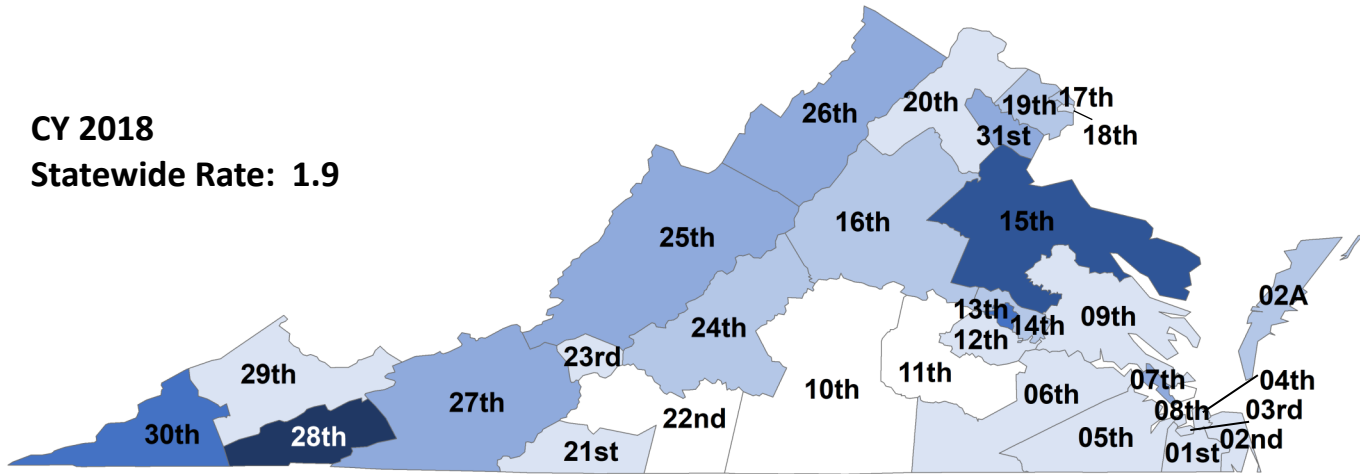 CY 2018
Statewide Rate: 1.9
26th
20th
19th
17th
18th
31st
25th
16th
15th
02A
24th
13th
14th
09th
12th
23rd
29th
10th
11th
07th
04th
06th
08th
03rd
27th
22nd
30th
28th
21st
05th
01st
02nd